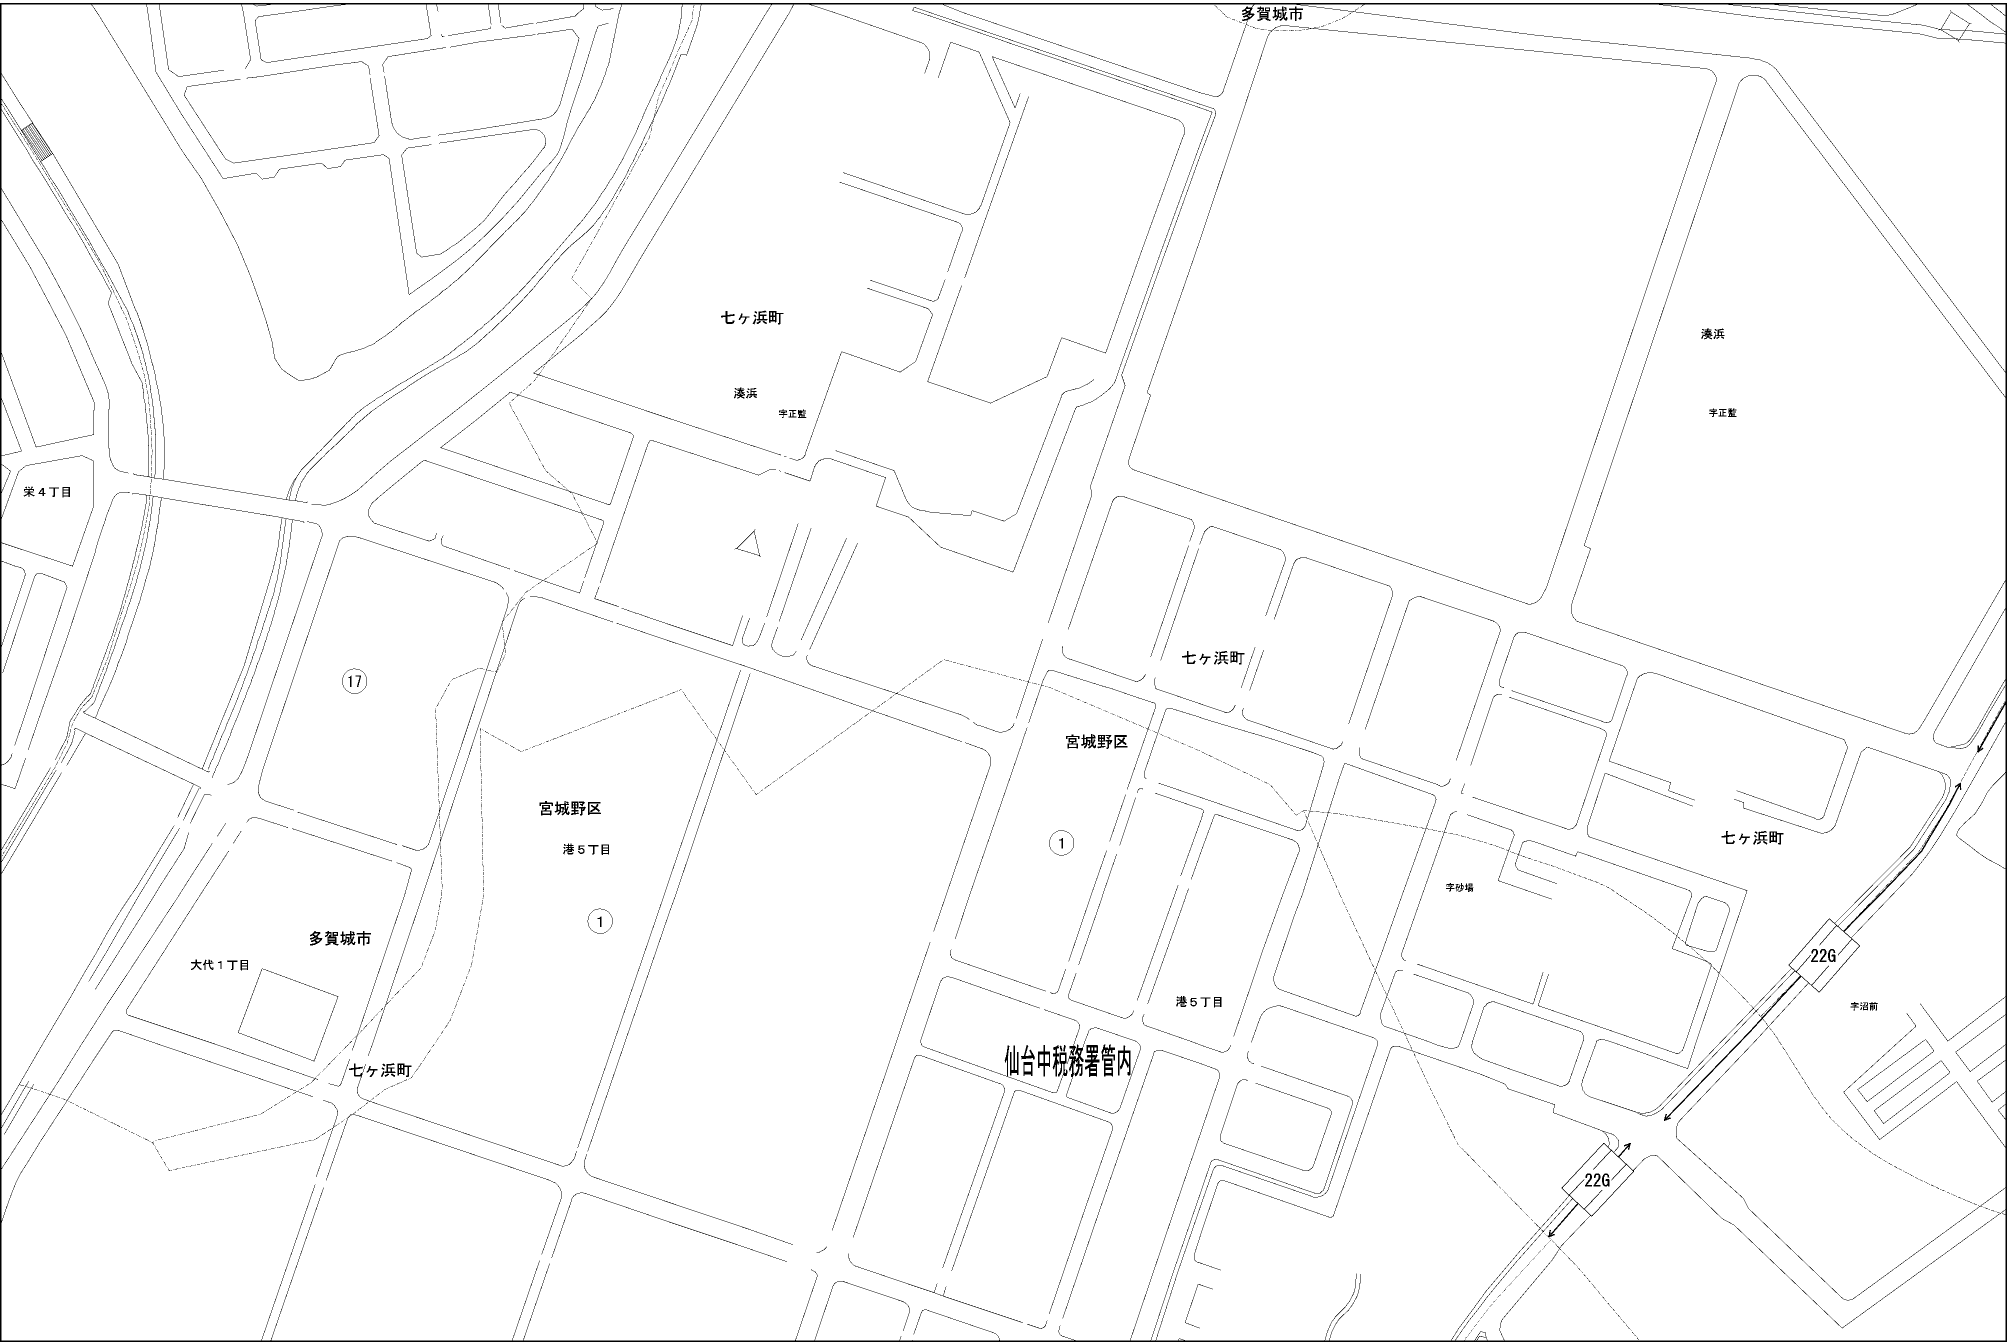 多賀城市
七ヶ浜町
湊浜
湊浜
字正監
字正監
栄4丁目
七ヶ浜町
17
宮城野区
宮城野区
七ヶ浜町
港5丁目
1
字砂場
1
多賀城市
22G
大代1丁目
港5丁目
字沼前
仙台中税務署管内
七ヶ浜町
22G